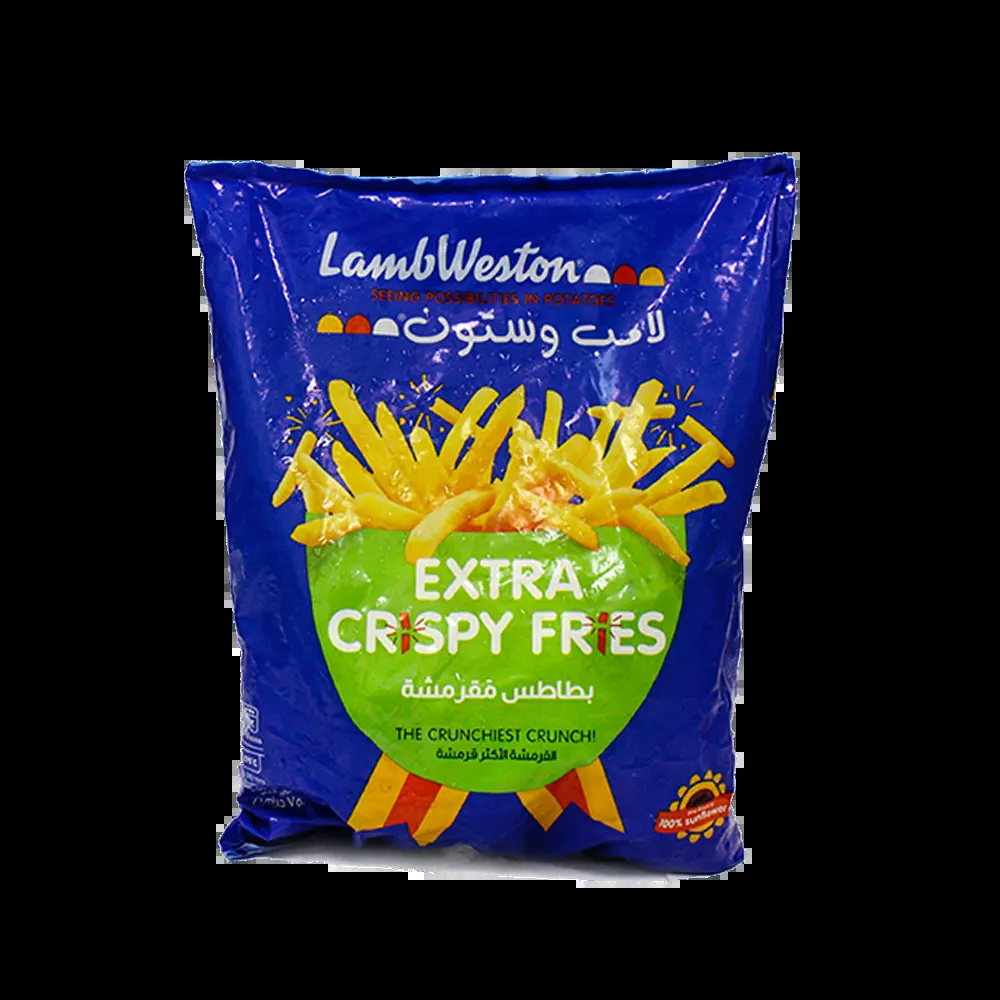 LambWeston®
SEEING POSSIBILITIES IN POTATOES
لامب وستون®
EXTRA
CRISPY FRIES
بطاطس مقرمشة
THE CRUNCHIEST CRUNCH!
القرمشة الأكثر قرمشة
100% sunflower